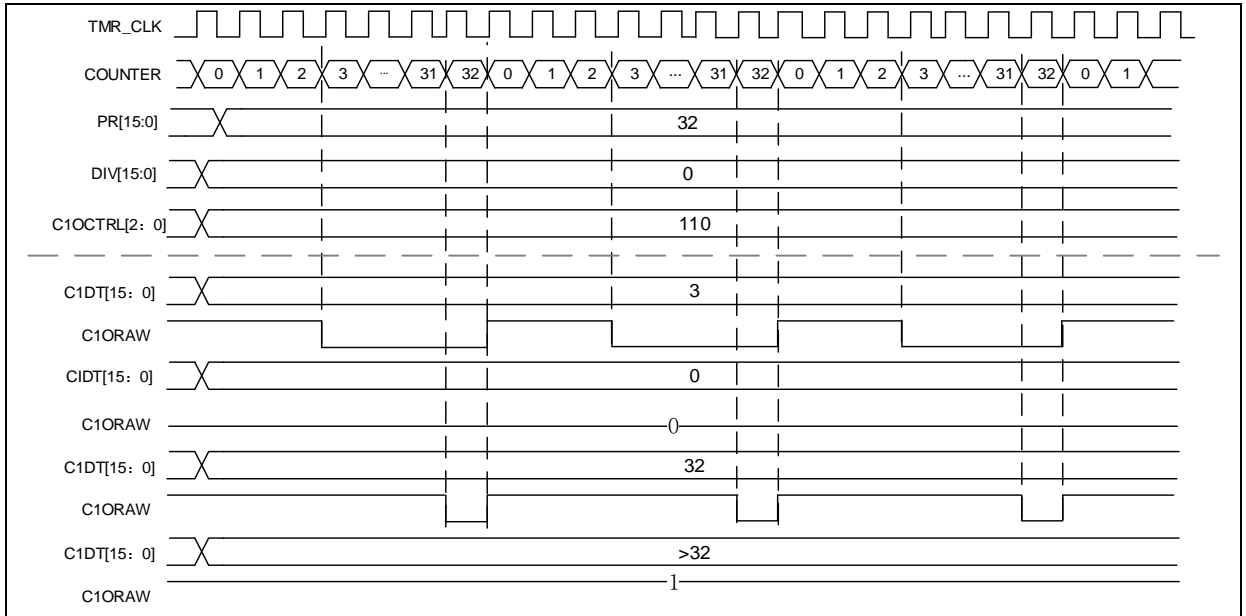 TMR_CLK
COUNTER 0 1 2 3 ... 31 32 0 1 2 3 ... 31 32 0 1 2 3 ... 31 32 0 1
PR[15:0] 32
DIV[15:0] 0
C1OCTRL[2：0] 110
C1DT[15：0] 3
C1ORAW
CIDT[15：0] 0
C1ORAW 0
C1DT[15：0] 32
C1ORAW
C1DT[15：0] >32
C1ORAW 1